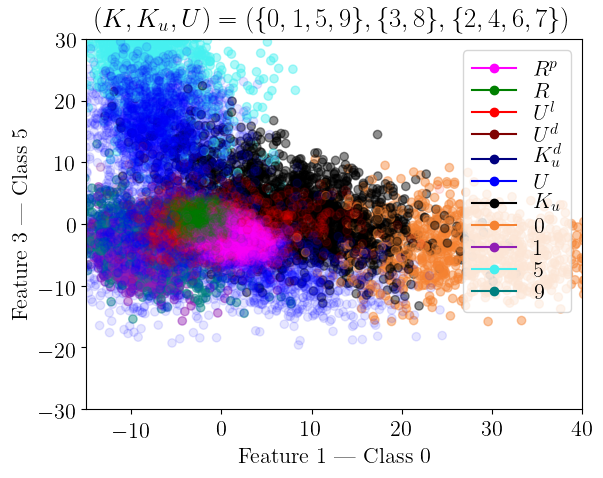 (K, K_u, U) = ({0, 1, 5, 9}, {3, 8}, {2, 4, 6, 7})
30
20
10
0
−10
−20
−30
Feature 3 — Class 5
−10
0
10
20
30
40
Feature 1 — Class 0
R^p
R
U^l
U^d
K_u^d
U
K_u
0
1
5
9